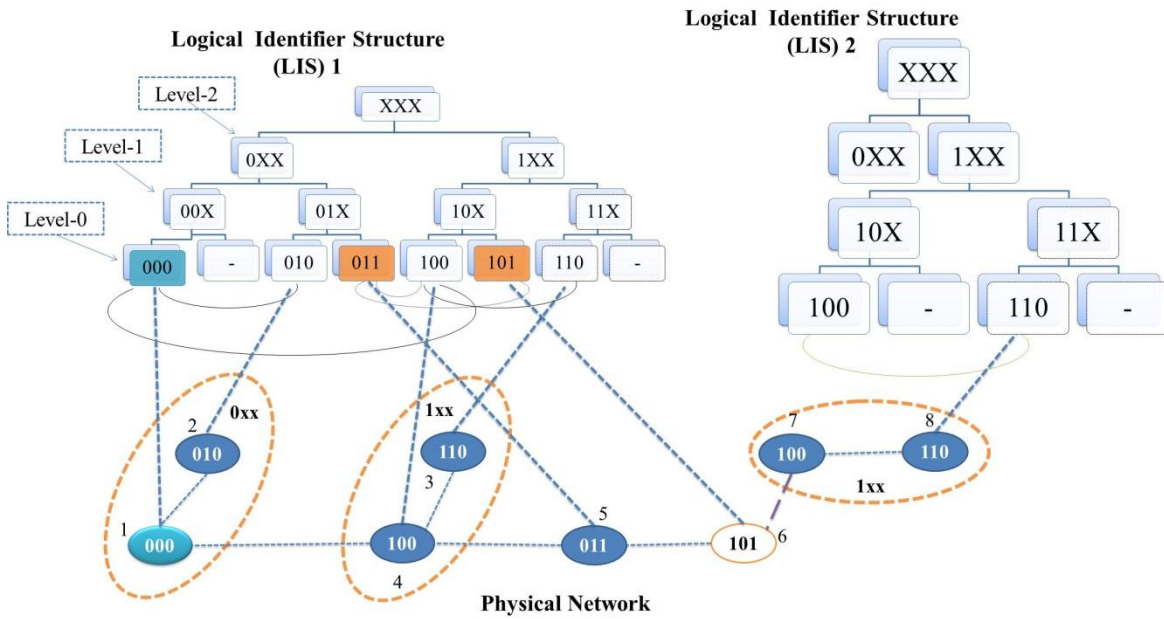 Logical Identifier Structure
(LIS) 1
Logical Identifier Structure
(LIS) 2
Level-2
XXX
XXX
Level-1
0XX
1XX
0XX
1XX
Level-0
00X
01X
10X
11X
10X
11X
000
-
010
011
100
101
110
-
100
-
110
-
0xx
1xx
2
010
110
3
7
100
8
110
1xx
1
000
100
4
5
011
101
6
Physical Network